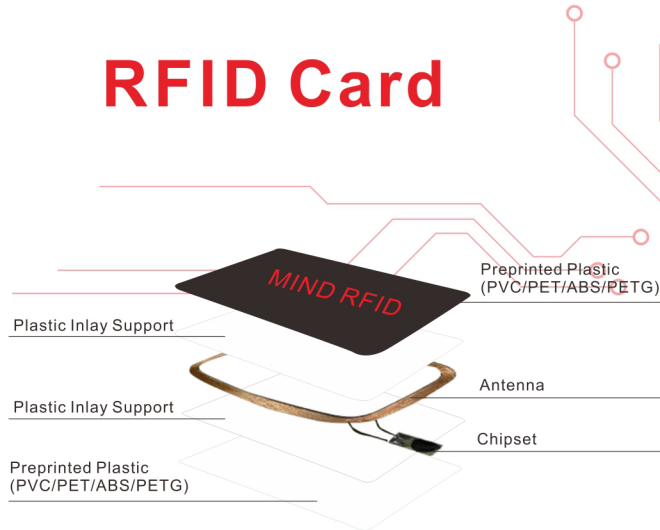 RFID Card
MIND RFID
Preprinted Plastic
(PVC/PET/ABS/PETG)
Plastic Inlay Support
Antenna
Plastic Inlay Support
Chipset
Preprinted Plastic
(PVC/PET/ABS/PETG)